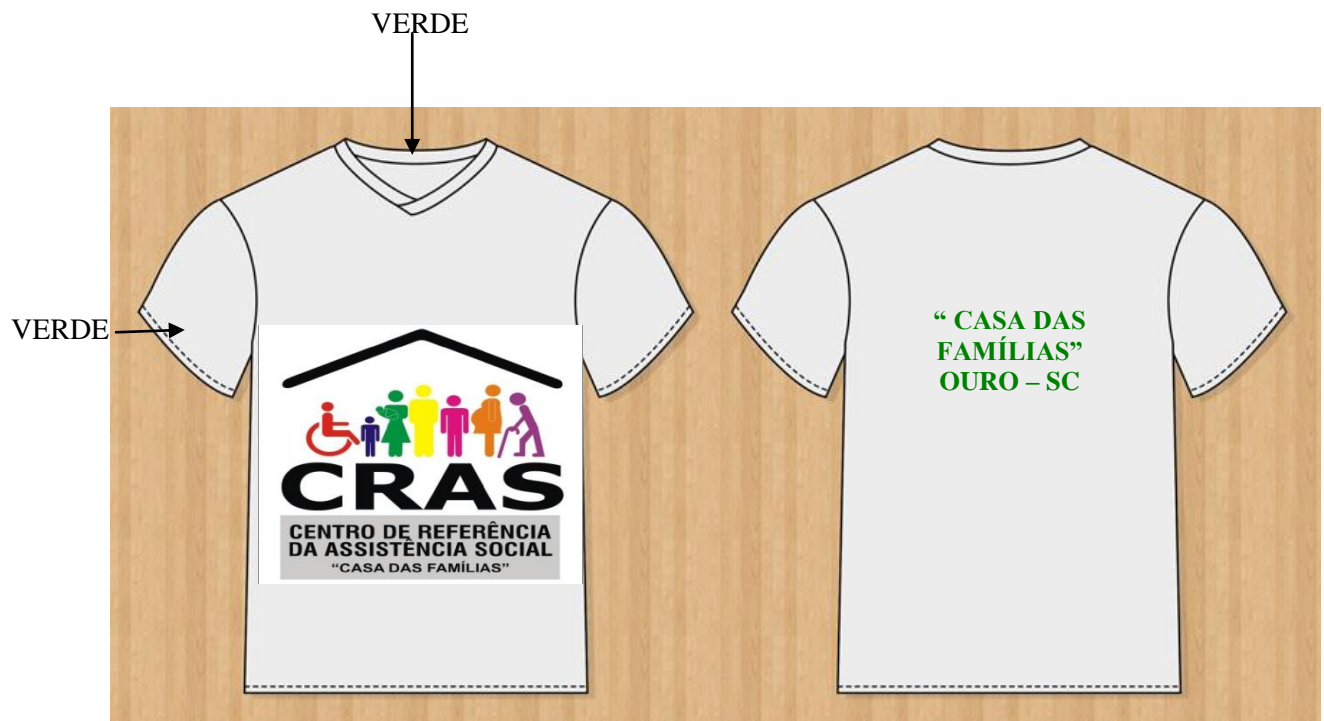 VERDE
VERDE
CRAS
CENTRO DE REFERÊNCIA
DA ASSISTÊNCIA SOCIAL
“CASA DAS FAMÍLIAS”
“ CASA DAS
FAMÍLIAS”
OURO – SC